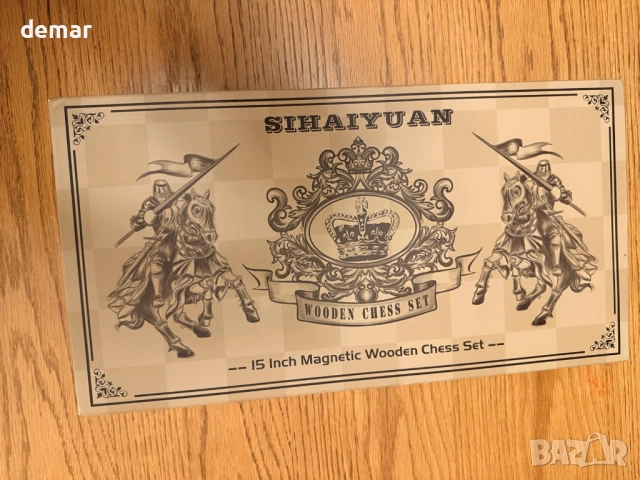 demar
SIHAIYUAN
WOODEN CHESS SET
-- 15 Inch Magnetic Wooden Chess Set --
BAZAR